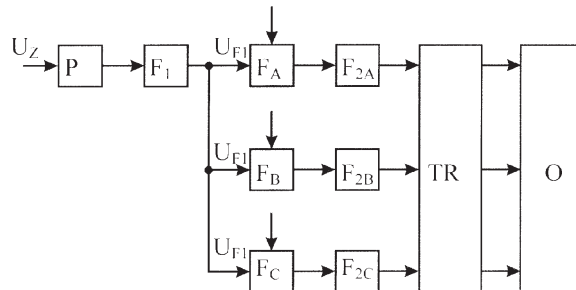 U_Z P F_1 U_F1 F_A F_2A
U_F1 F_B F_2B TR O
U_F1 F_C F_2C